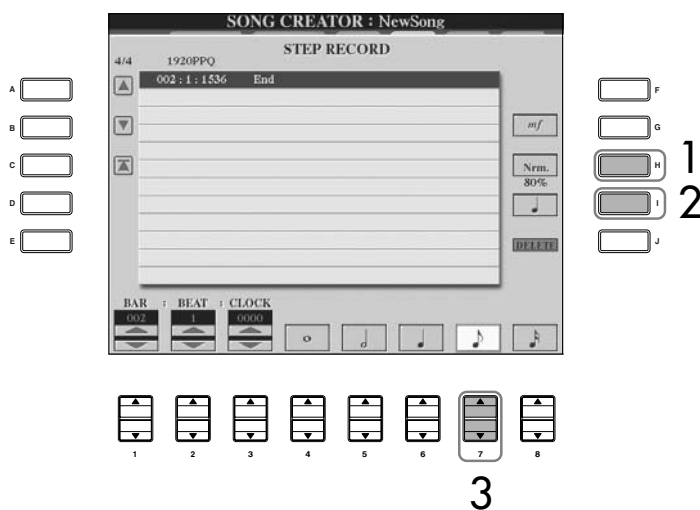 SONG CREATOR : NewSong
STEP RECORD
4/4 1920PPQ
002 : 1 : 1536 End
A
B
C
D
E
mf
Nrm.
80%
DELETE
F
G
H
I
J
1
2
BAR : BEAT : CLOCK
002 1 0000
1 2 3 4 5 6 7 8
3